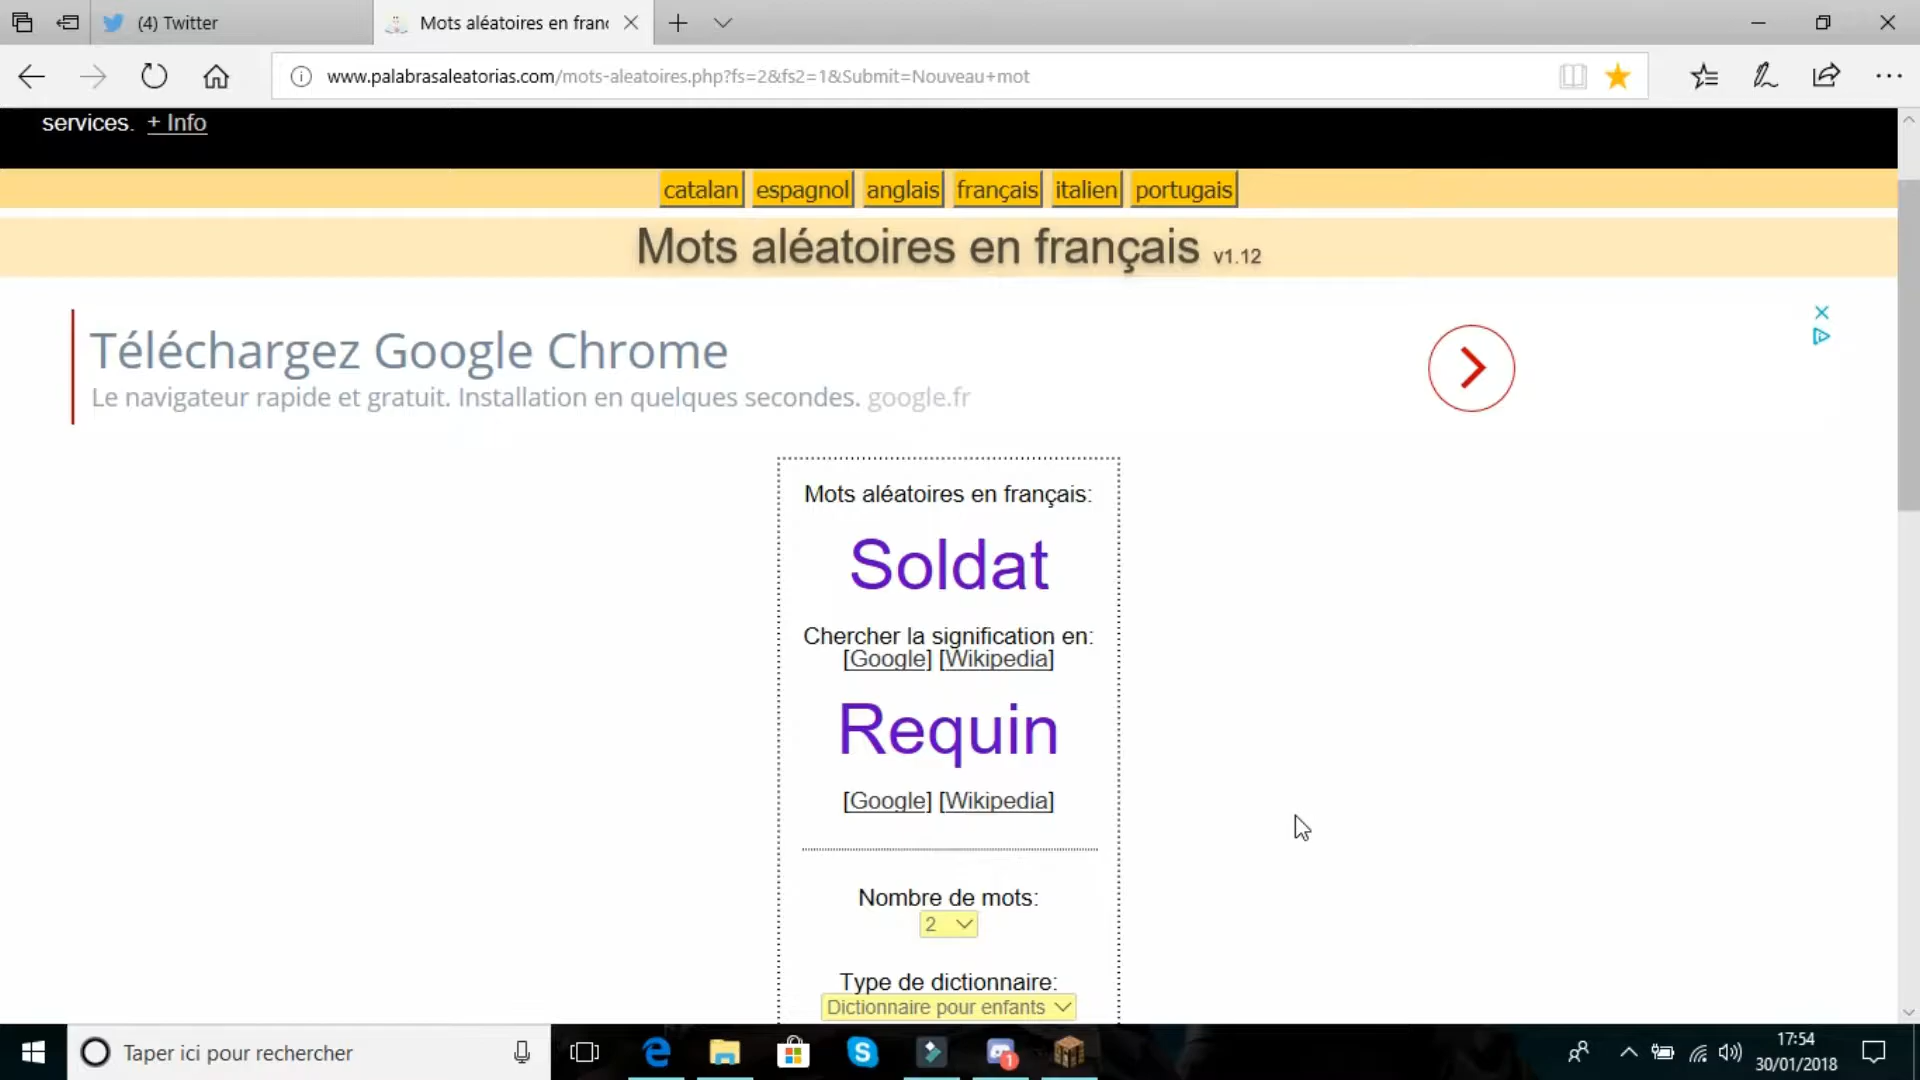 (4) Twitter
Mots aléatoires en franç
www.palabrasaleatorias.com/mots-aleatoires.php?fs=2&fs2=1&Submit=Nouveau+mot
services. + Info
catalan espagnol anglais français italien portugais
Mots aléatoires en français v1.12
Téléchargez Google Chrome
Le navigateur rapide et gratuit. Installation en quelques secondes. google.fr
Mots aléatoires en français:
Soldat
Chercher la signification en:
[Google] [Wikipedia]
Requin
[Google] [Wikipedia]
Nombre de mots:
2
Type de dictionnaire:
Dictionnaire pour enfants
Taper ici pour rechercher
1
17:54
30/01/2018